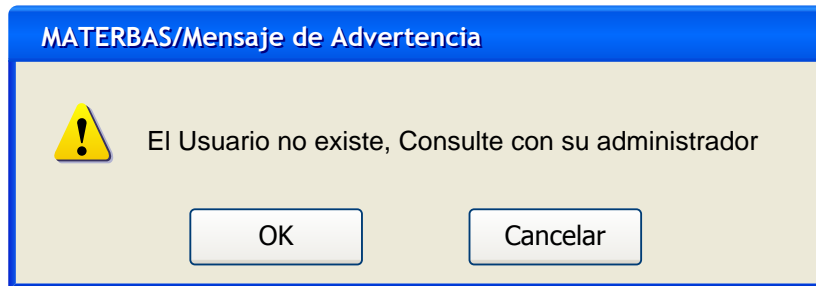 MATERBAS/Mensaje de Advertencia
El Usuario no existe, Consulte con su administrador
OK
Cancelar